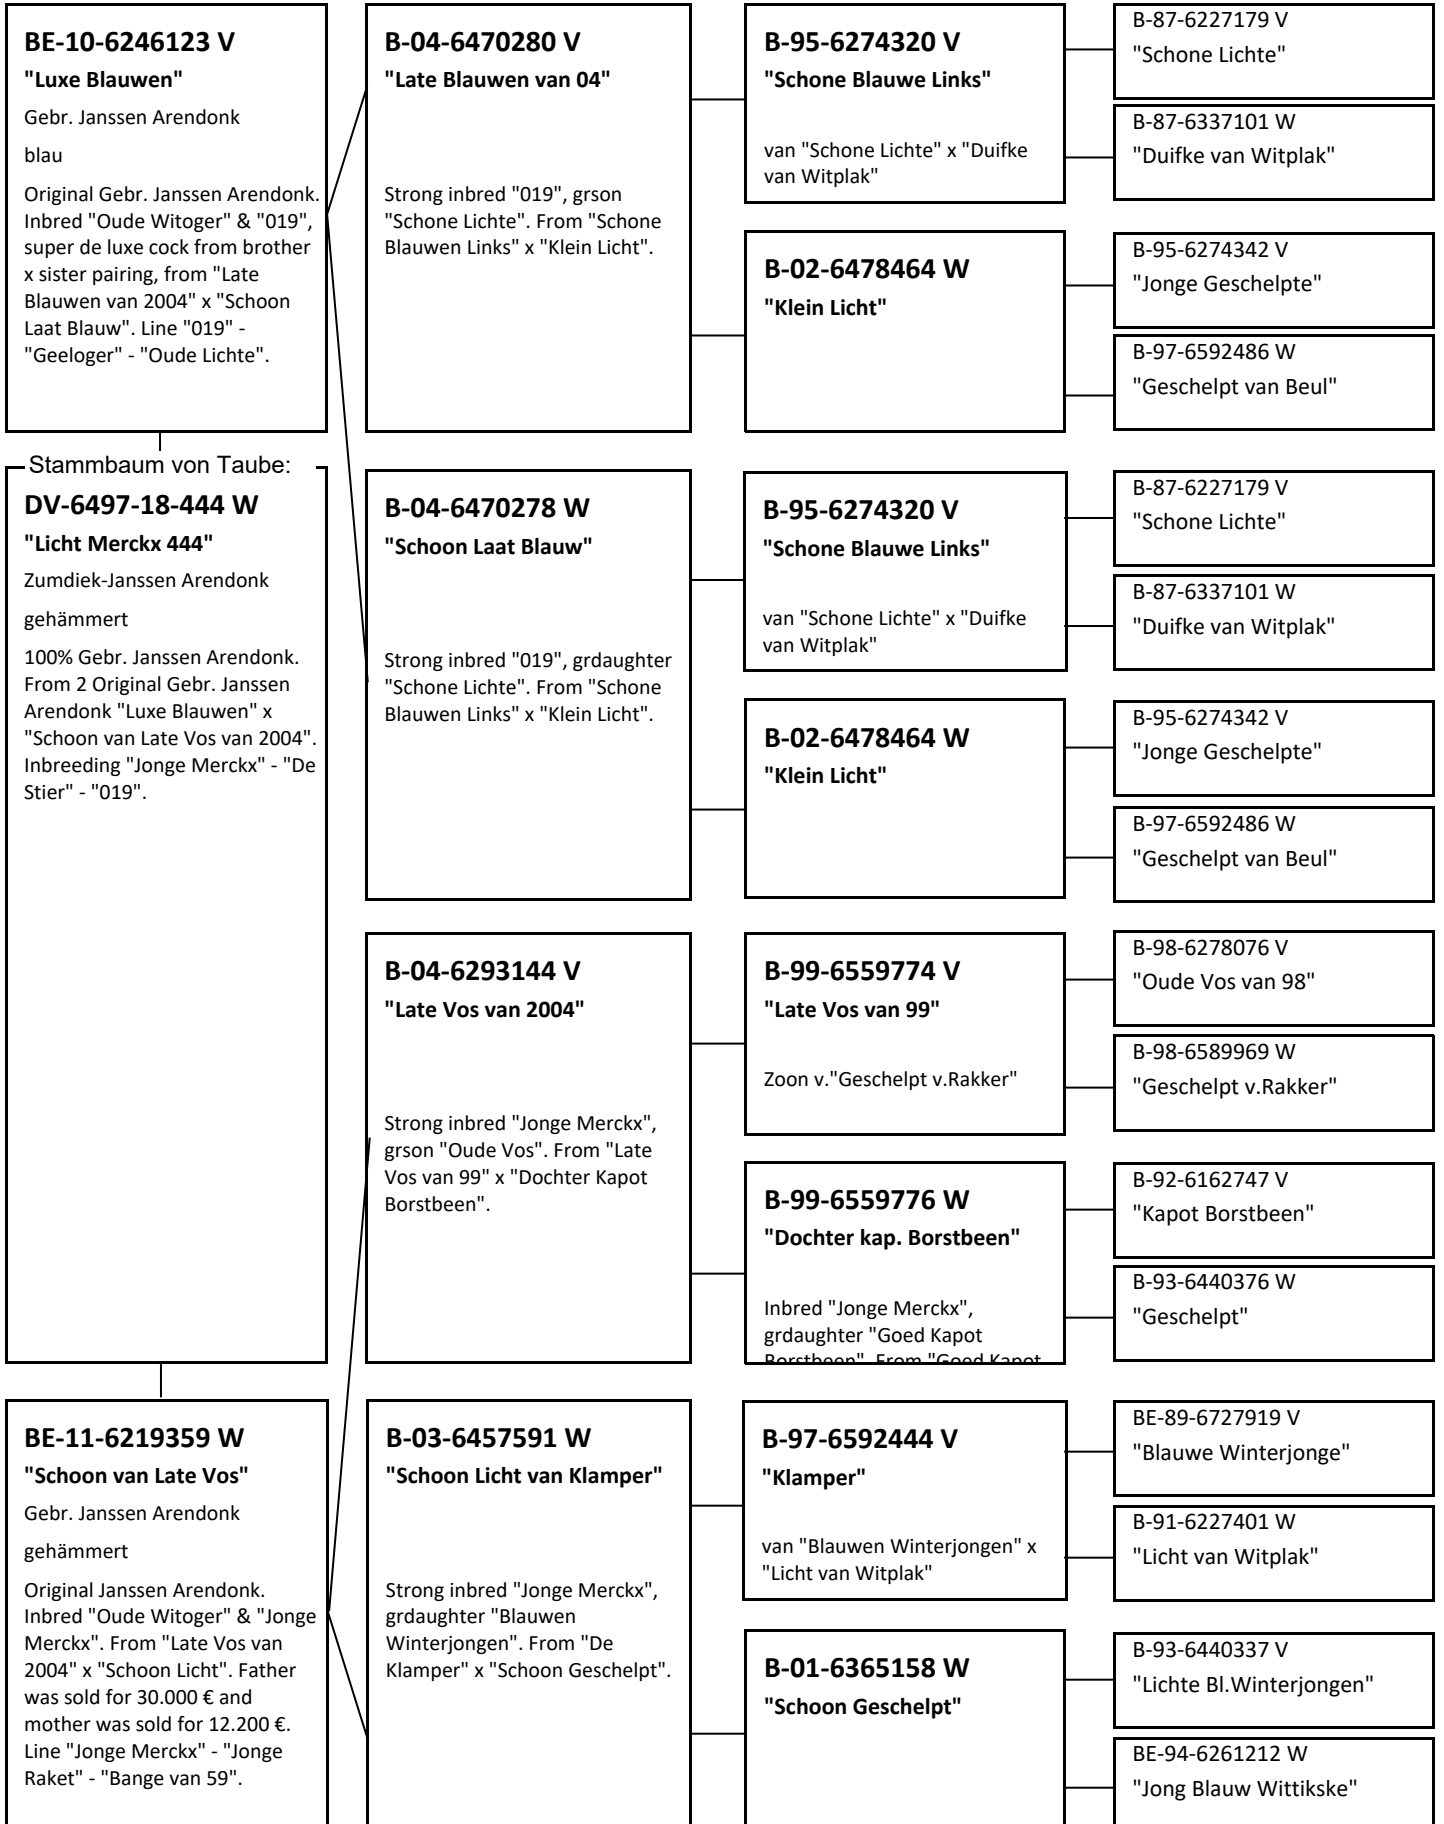 BE-10-6246123 V
"Luxe Blauwen"
Gebr. Janssen Arendonk
blau
Original Gebr. Janssen Arendonk.
Inbred "Oude Witoger" & "019",
super de luxe cock from brother
x sister pairing, from "Late
Blauwen van 2004" x "Schoon
Laat Blauw". Line "019" -
"Geeloger" - "Oude Lichte".
Stammbaum von Taube:
DV-6497-18-444 W
"Licht Merckx 444"
Zumdiek-Janssen Arendonk
gehämmert
100% Gebr. Janssen Arendonk.
From 2 Original Gebr. Janssen
Arendonk "Luxe Blauwen" x
"Schoon van Late Vos van 2004".
Inbreeding "Jonge Merckx" - "De
Stier" - "019".
BE-11-6219359 W
"Schoon van Late Vos"
Gebr. Janssen Arendonk
gehämmert
Original Janssen Arendonk.
Inbred "Oude Witoger" & "Jonge
Merckx". From "Late Vos van
2004" x "Schoon Licht". Father
was sold for 30.000 € and
mother was sold for 12.200 €.
Line "Jonge Merckx" - "Jonge
Raket" - "Bange van 59".
B-04-6470280 V
"Late Blauwen van 04"
Strong inbred "019", grson
"Schone Lichte". From "Schone
Blauwen Links" x "Klein Licht".
B-04-6470278 W
"Schoon Laat Blauw"
Strong inbred "019", grdaughter
"Schone Lichte". From "Schone
Blauwen Links" x "Klein Licht".
B-04-6293144 V
"Late Vos van 2004"
Strong inbred "Jonge Merckx",
grson "Oude Vos". From "Late
Vos van 99" x "Dochter Kapot
Borstbeen".
B-03-6457591 W
"Schoon Licht van Klamper"
Strong inbred "Jonge Merckx",
grdaughter "Blauwen
Winterjongen". From "De
Klamper" x "Schoon Geschelpt".
B-95-6274320 V
"Schone Blauwe Links"
van "Schone Lichte" x "Duifke
van Witplak"
B-02-6478464 W
"Klein Licht"
B-95-6274320 V
"Schone Blauwe Links"
van "Schone Lichte" x "Duifke
van Witplak"
B-02-6478464 W
"Klein Licht"
B-99-6559774 V
"Late Vos van 99"
Zoon v."Geschelpt v.Rakker"
B-99-6559776 W
"Dochter kap. Borstbeen"
Inbred "Jonge Merckx",
grdaughter "Goed Kapot
Borstbeen". From "Goed Kapot
B-97-6592444 V
"Klamper"
van "Blauwen Winterjongen" x
"Licht van Witplak"
B-01-6365158 W
"Schoon Geschelpt"
B-87-6227179 V
"Schone Lichte"
B-87-6337101 W
"Duifke van Witplak"
B-95-6274342 V
"Jonge Geschelpte"
B-97-6592486 W
"Geschelpt van Beul"
B-87-6227179 V
"Schone Lichte"
B-87-6337101 W
"Duifke van Witplak"
B-95-6274342 V
"Jonge Geschelpte"
B-97-6592486 W
"Geschelpt van Beul"
B-98-6278076 V
"Oude Vos van 98"
B-98-6589969 W
"Geschelpt v.Rakker"
B-92-6162747 V
"Kapot Borstbeen"
B-93-6440376 W
"Geschelpt"
BE-89-6727919 V
"Blauwe Winterjonge"
B-91-6227401 W
"Licht van Witplak"
B-93-6440337 V
"Lichte Bl.Winterjongen"
BE-94-6261212 W
"Jong Blauw Wittikske"